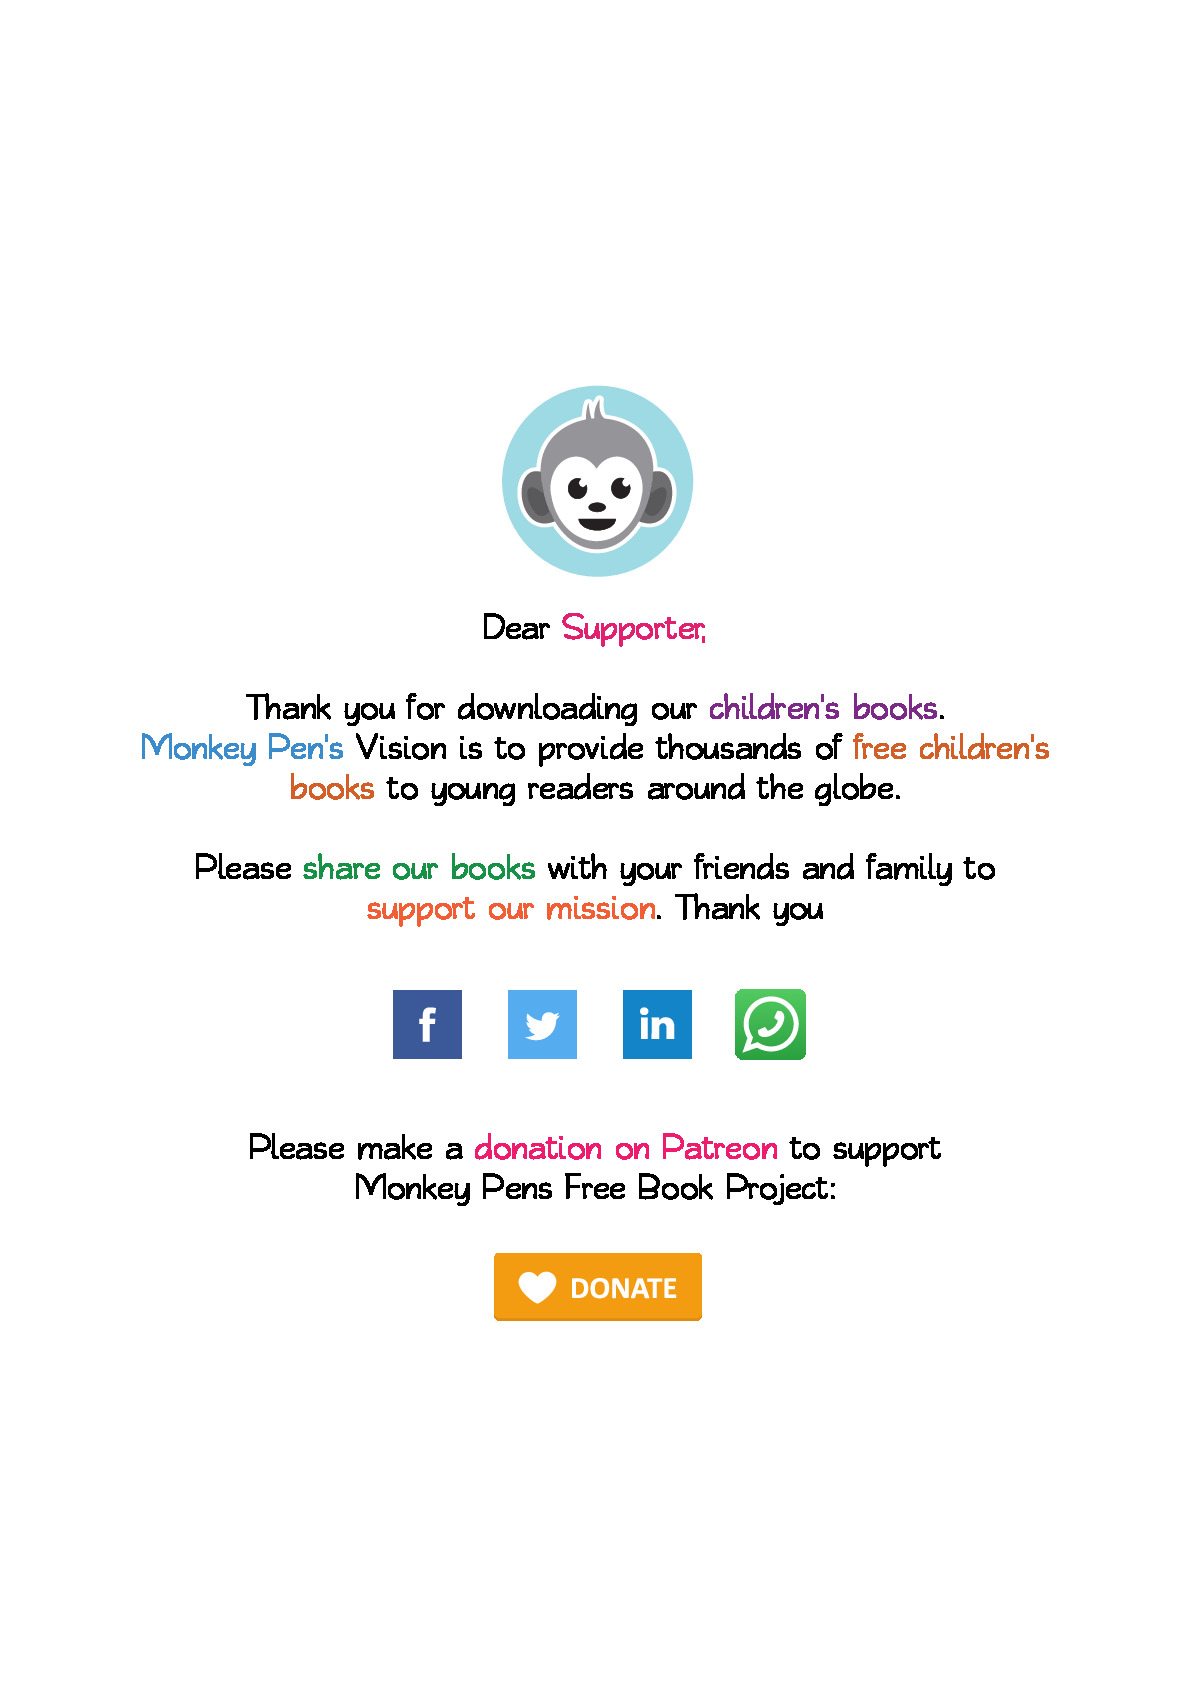 Dear Supporter,
Thank you for downloading our children's books.
Monkey Pen's Vision is to provide thousands of free children's
books to young readers around the globe.
Please share our books with your friends and family to
support our mission. Thank you
f
in
Please make a donation on Patreon to support
Monkey Pens Free Book Project:
DONATE